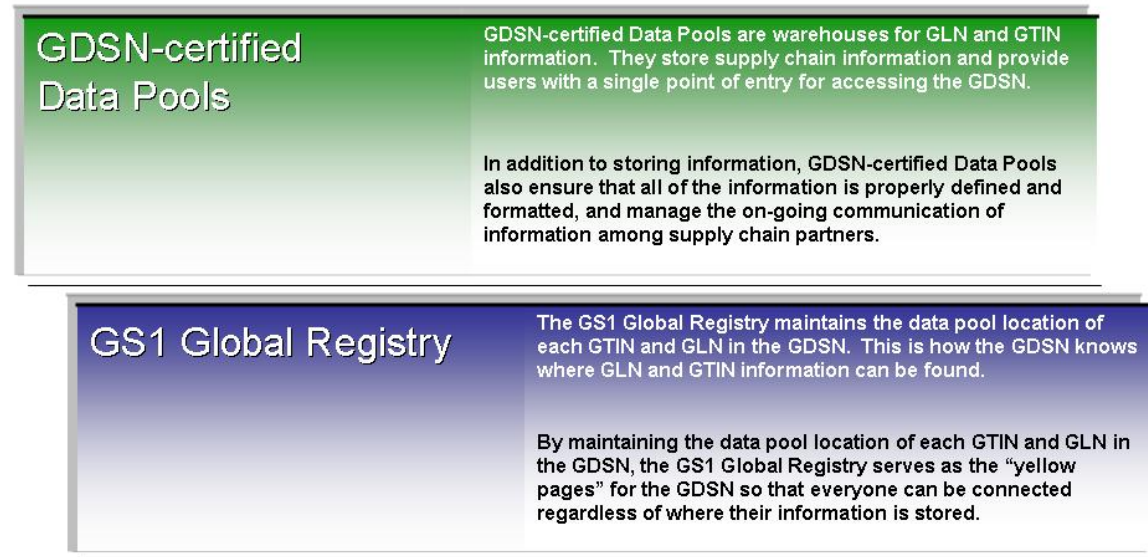 GDSN-certified
Data Pools
GDSN-certified Data Pools are warehouses for GLN and GTIN
information.  They store supply chain information and provide
users with a single point of entry for accessing the GDSN.
In addition to storing information, GDSN-certified Data Pools
also ensure that all of the information is properly defined and
formatted, and manage the on-going communication of
information among supply chain partners.
GS1 Global Registry
The GS1 Global Registry maintains the data pool location of
each GTIN and GLN in the GDSN.  This is how the GDSN knows
where GLN and GTIN information can be found.
By maintaining the data pool location of each GTIN and GLN in
the GDSN, the GS1 Global Registry serves as the “yellow
pages” for the GDSN so that everyone can be connected
regardless of where their information is stored.